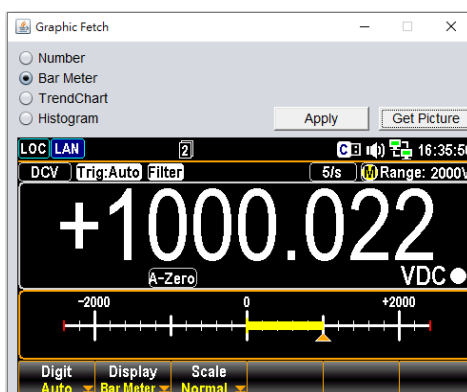 Graphic Fetch
Number
Bar Meter
TrendChart
Histogram
Apply Get Picture
LOC LAN 2 C 16:35:50
DCV Trig:Auto Filter 5/s M Range: 2000V
+1000.022
A-Zero VDC
-2000 0 +2000
Digit Display Scale
Auto Bar Meter Normal